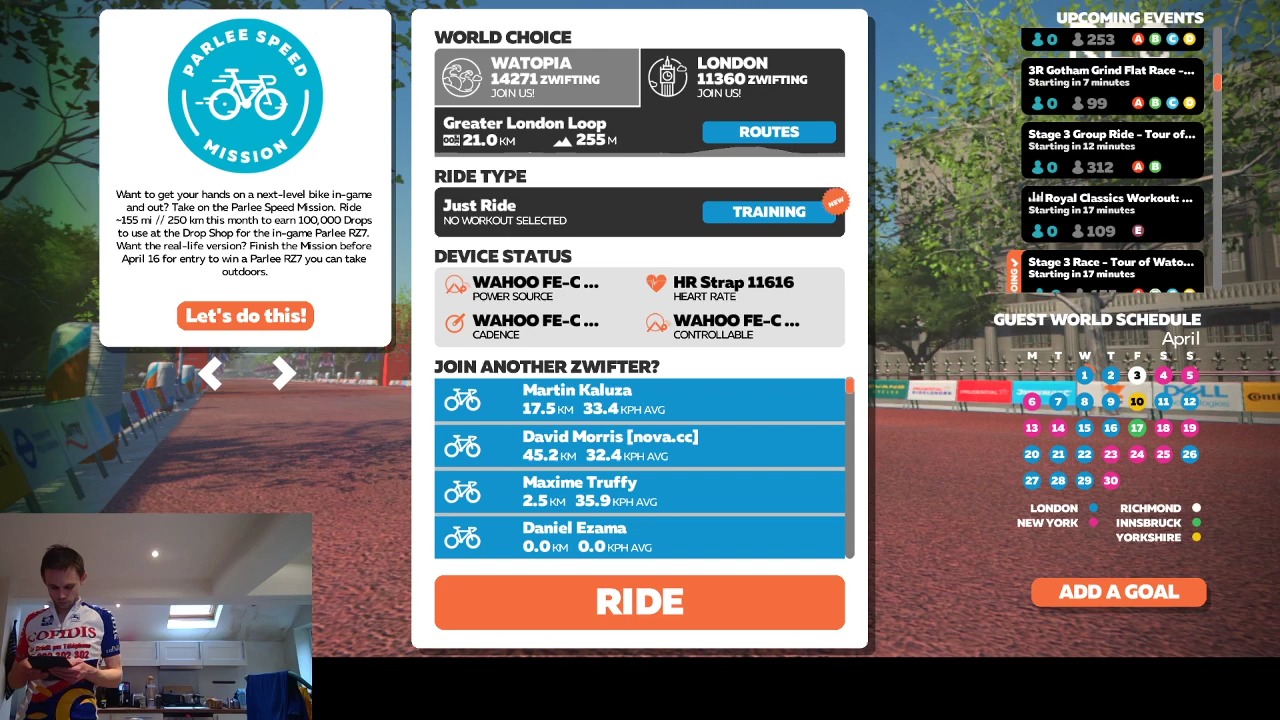 PARLEE SPEED
MISSION
Want to get your hands on a next-level bike in-game
and out? Take on the Parlee Speed Mission. Ride
~155 mi // 250 km this month to earn 100,000 Drops
to use at the Drop Shop for the in-game Parlee RZ7.
Want the real-life version? Finish the Mission before
April 16 for entry to win a Parlee RZ7 you can take
outdoors.
Let's do this!
WORLD CHOICE
WATOPIA
14271 ZWIFTING
JOIN US!
LONDON
11360 ZWIFTING
JOIN US!
Greater London Loop
21.0 KM 255 M
ROUTES
RIDE TYPE
Just Ride
NO WORKOUT SELECTED
TRAINING
NEW
DEVICE STATUS
WAHOO FE-C ...
POWER SOURCE
HR Strap 11616
HEART RATE
WAHOO FE-C ...
CADENCE
WAHOO FE-C ...
CONTROLLABLE
JOIN ANOTHER ZWIFTER?
Martin Kaluza
17.5 KM 33.4 KPH AVG
David Morris [nova.cc]
45.2 KM 32.4 KPH AVG
Maxime Truffy
2.5 KM 35.9 KPH AVG
Daniel Ezama
0.0 KM 0.0 KPH AVG
RIDE
UPCOMING EVENTS
0 253 A B C D
3R Gotham Grind Flat Race -...
Starting in 7 minutes
0 99 A B C D
Stage 3 Group Ride - Tour of...
Starting in 12 minutes
0 312 A B
Royal Classics Workout: ...
Starting in 17 minutes
0 109 E
Stage 3 Race - Tour of Wato...
Starting in 17 minutes
GUEST WORLD SCHEDULE
April
M T W T F S S
1 2 3 4 5
6 7 8 9 10 11 12
13 14 15 16 17 18 19
20 21 22 23 24 25 26
27 28 29 30
LONDON RICHMOND
NEW YORK INNSBRUCK
YORKSHIRE
ADD A GOAL
COFIDIS